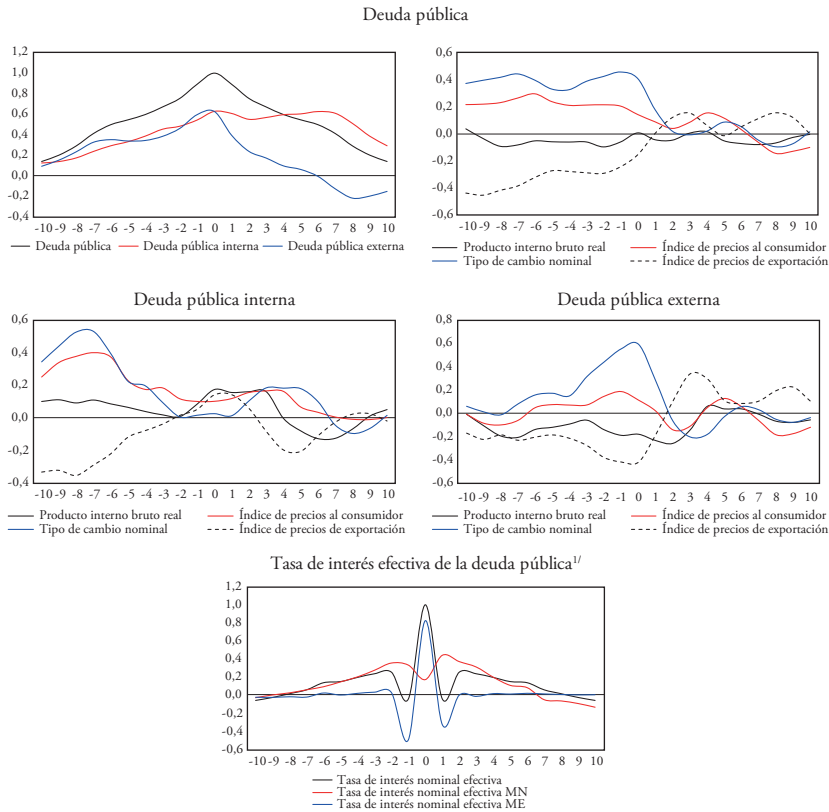 Deuda pública
1,2
1,0
0,8
0,6
0,4
0,2
0,0
-0,2
-0,4
-10 -9 -8 -7 -6 -5 -4 -3 -2 -1 0 1 2 3 4 5 6 7 8 9 10
Deuda pública Deuda pública interna Deuda pública externa
0,6
0,4
0,2
0,0
-0,2
-0,4
-0,6
-10 -9 -8 -7 -6 -5 -4 -3 -2 -1 0 1 2 3 4 5 6 7 8 9 10
Producto interno bruto real Índice de precios al consumidor
Tipo de cambio nominal Índice de precios de exportación
Deuda pública interna
0,6
0,4
0,2
0,0
-0,2
-0,4
-10 -9 -8 -7 -6 -5 -4 -3 -2 -1 0 1 2 3 4 5 6 7 8 9 10
Producto interno bruto real Índice de precios al consumidor
Tipo de cambio nominal Índice de precios de exportación
Deuda pública externa
0,8
0,6
0,4
0,2
0,0
-0,2
-0,4
-0,6
-10 -9 -8 -7 -6 -5 -4 -3 -2 -1 0 1 2 3 4 5 6 7 8 9 10
Producto interno bruto real Índice de precios al consumidor
Tipo de cambio nominal Índice de precios de exportación
Tasa de interés efectiva de la deuda pública1/
1,2
1,0
0,8
0,6
0,4
0,2
0,0
-0,2
-0,4
-0,6
-10 -9 -8 -7 -6 -5 -4 -3 -2 -1 0 1 2 3 4 5 6 7 8 9 10
Tasa de interés nominal efectiva
Tasa de interés nominal efectiva MN
Tasa de interés nominal efectiva ME